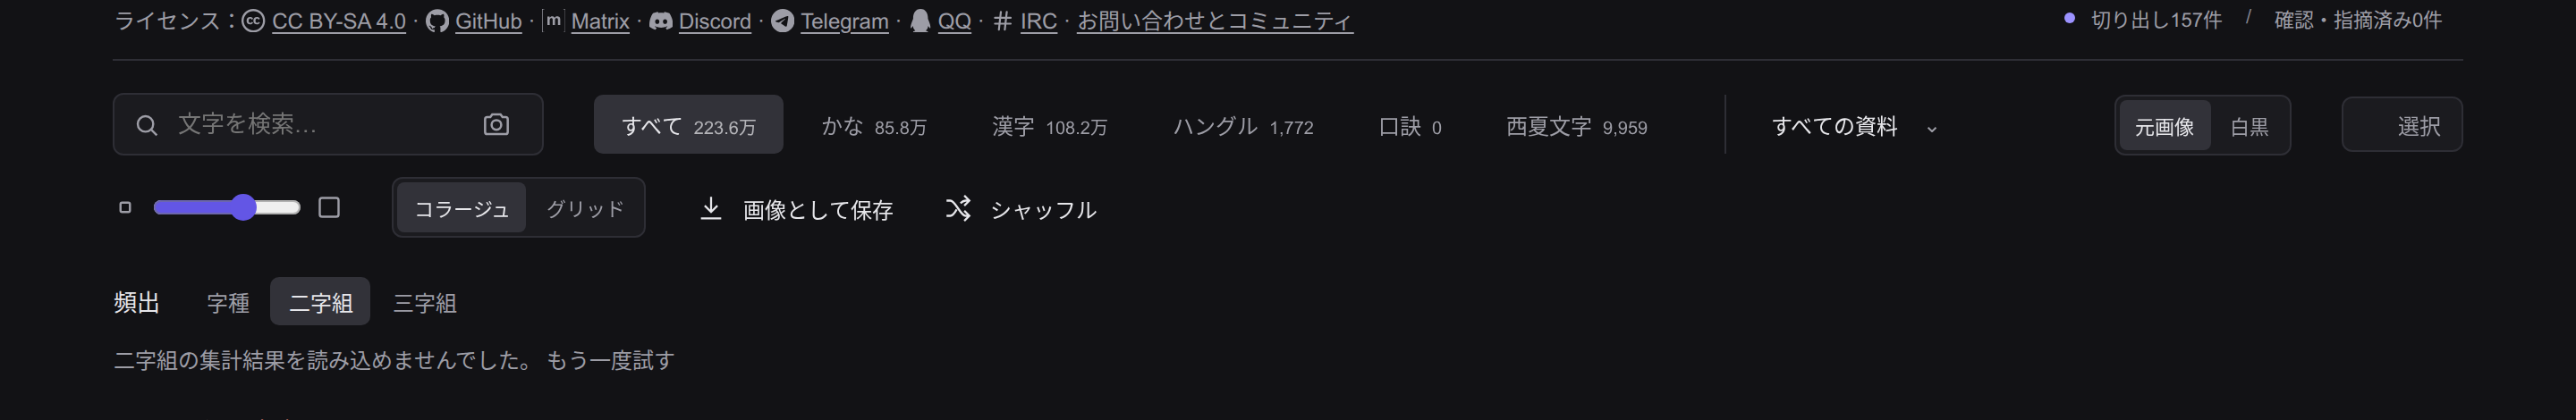 ライセンス：CC BY-SA 4.0 · GitHub · [m] Matrix · Discord · Telegram · QQ · # IRC · お問い合わせとコミュニティ
切り出し157件 / 確認・指摘済み0件
文字を検索… すべて 223.6万 かな 85.8万 漢字 108.2万 ハングル 1,772 口訣 0 西夏文字 9,959 すべての資料 元画像 白黒 選択
コラージュ グリッド 画像として保存 シャッフル
頻出 字種 二字組 三字組
二字組の集計結果を読み込めませんでした。 もう一度試す